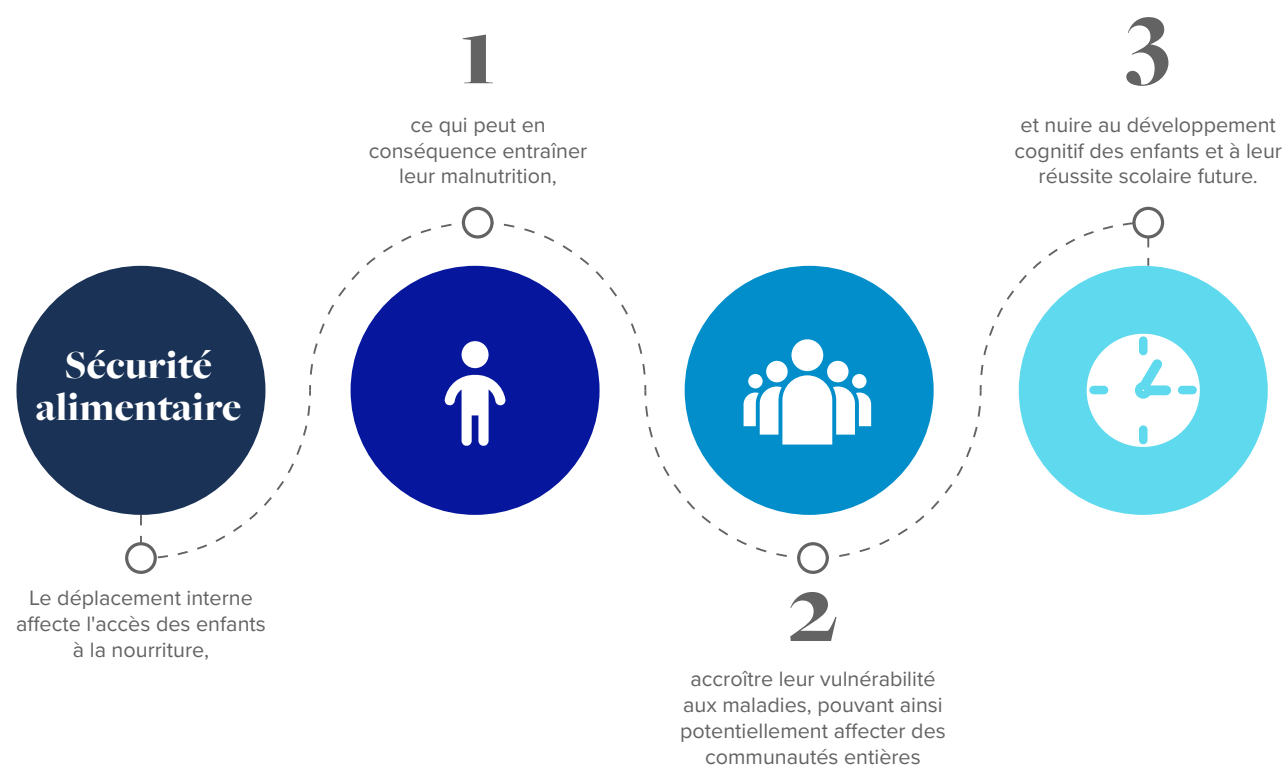 Sécurité
alimentaire
Le déplacement interne
affecte l'accès des enfants
à la nourriture,
1
ce qui peut en
conséquence entraîner
leur malnutrition,
2
accroître leur vulnérabilité
aux maladies, pouvant ainsi
potentiellement affecter des
communautés entières
3
et nuire au développement
cognitif des enfants et à leur
réussite scolaire future.